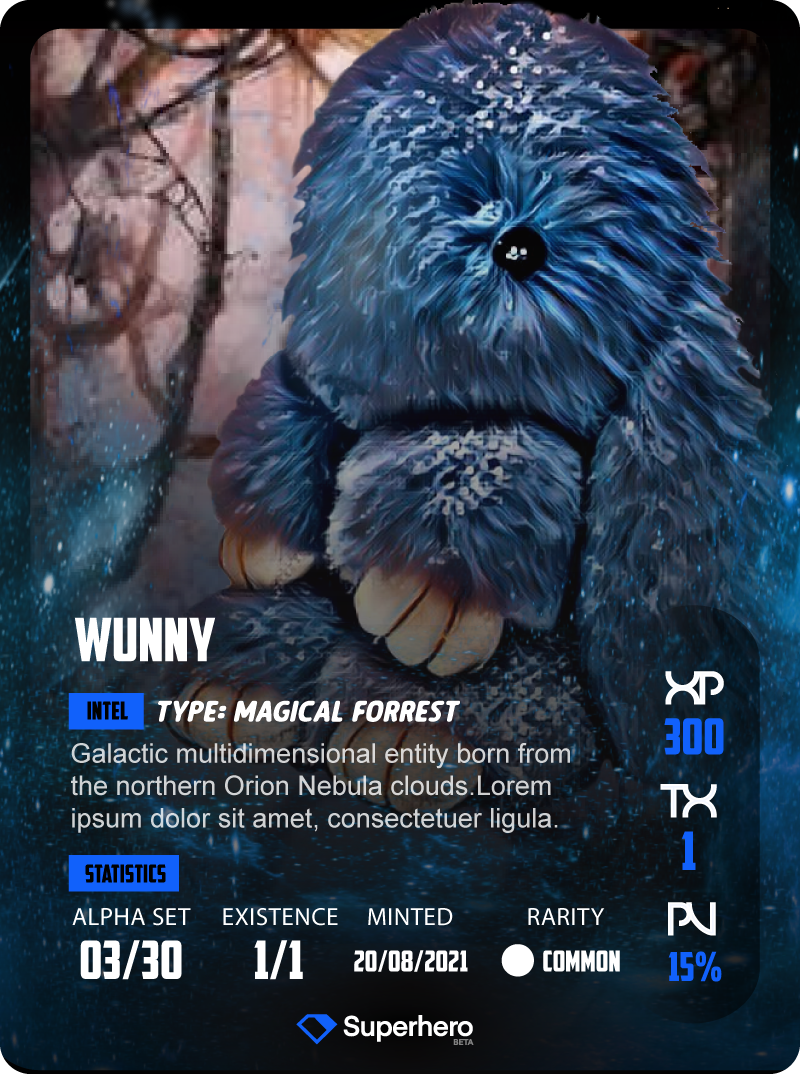 WUNNY
INTEL TYPE: MAGICAL FORREST
Galactic multidimensional entity born from
the northern Orion Nebula clouds.Lorem
ipsum dolor sit amet, consectetuer ligula.
STATISTICS
ALPHA SET EXISTENCE MINTED RARITY
03/30 1/1 20/08/2021 COMMON
XP
300
TX
1
PV
15%
Superhero
BETA